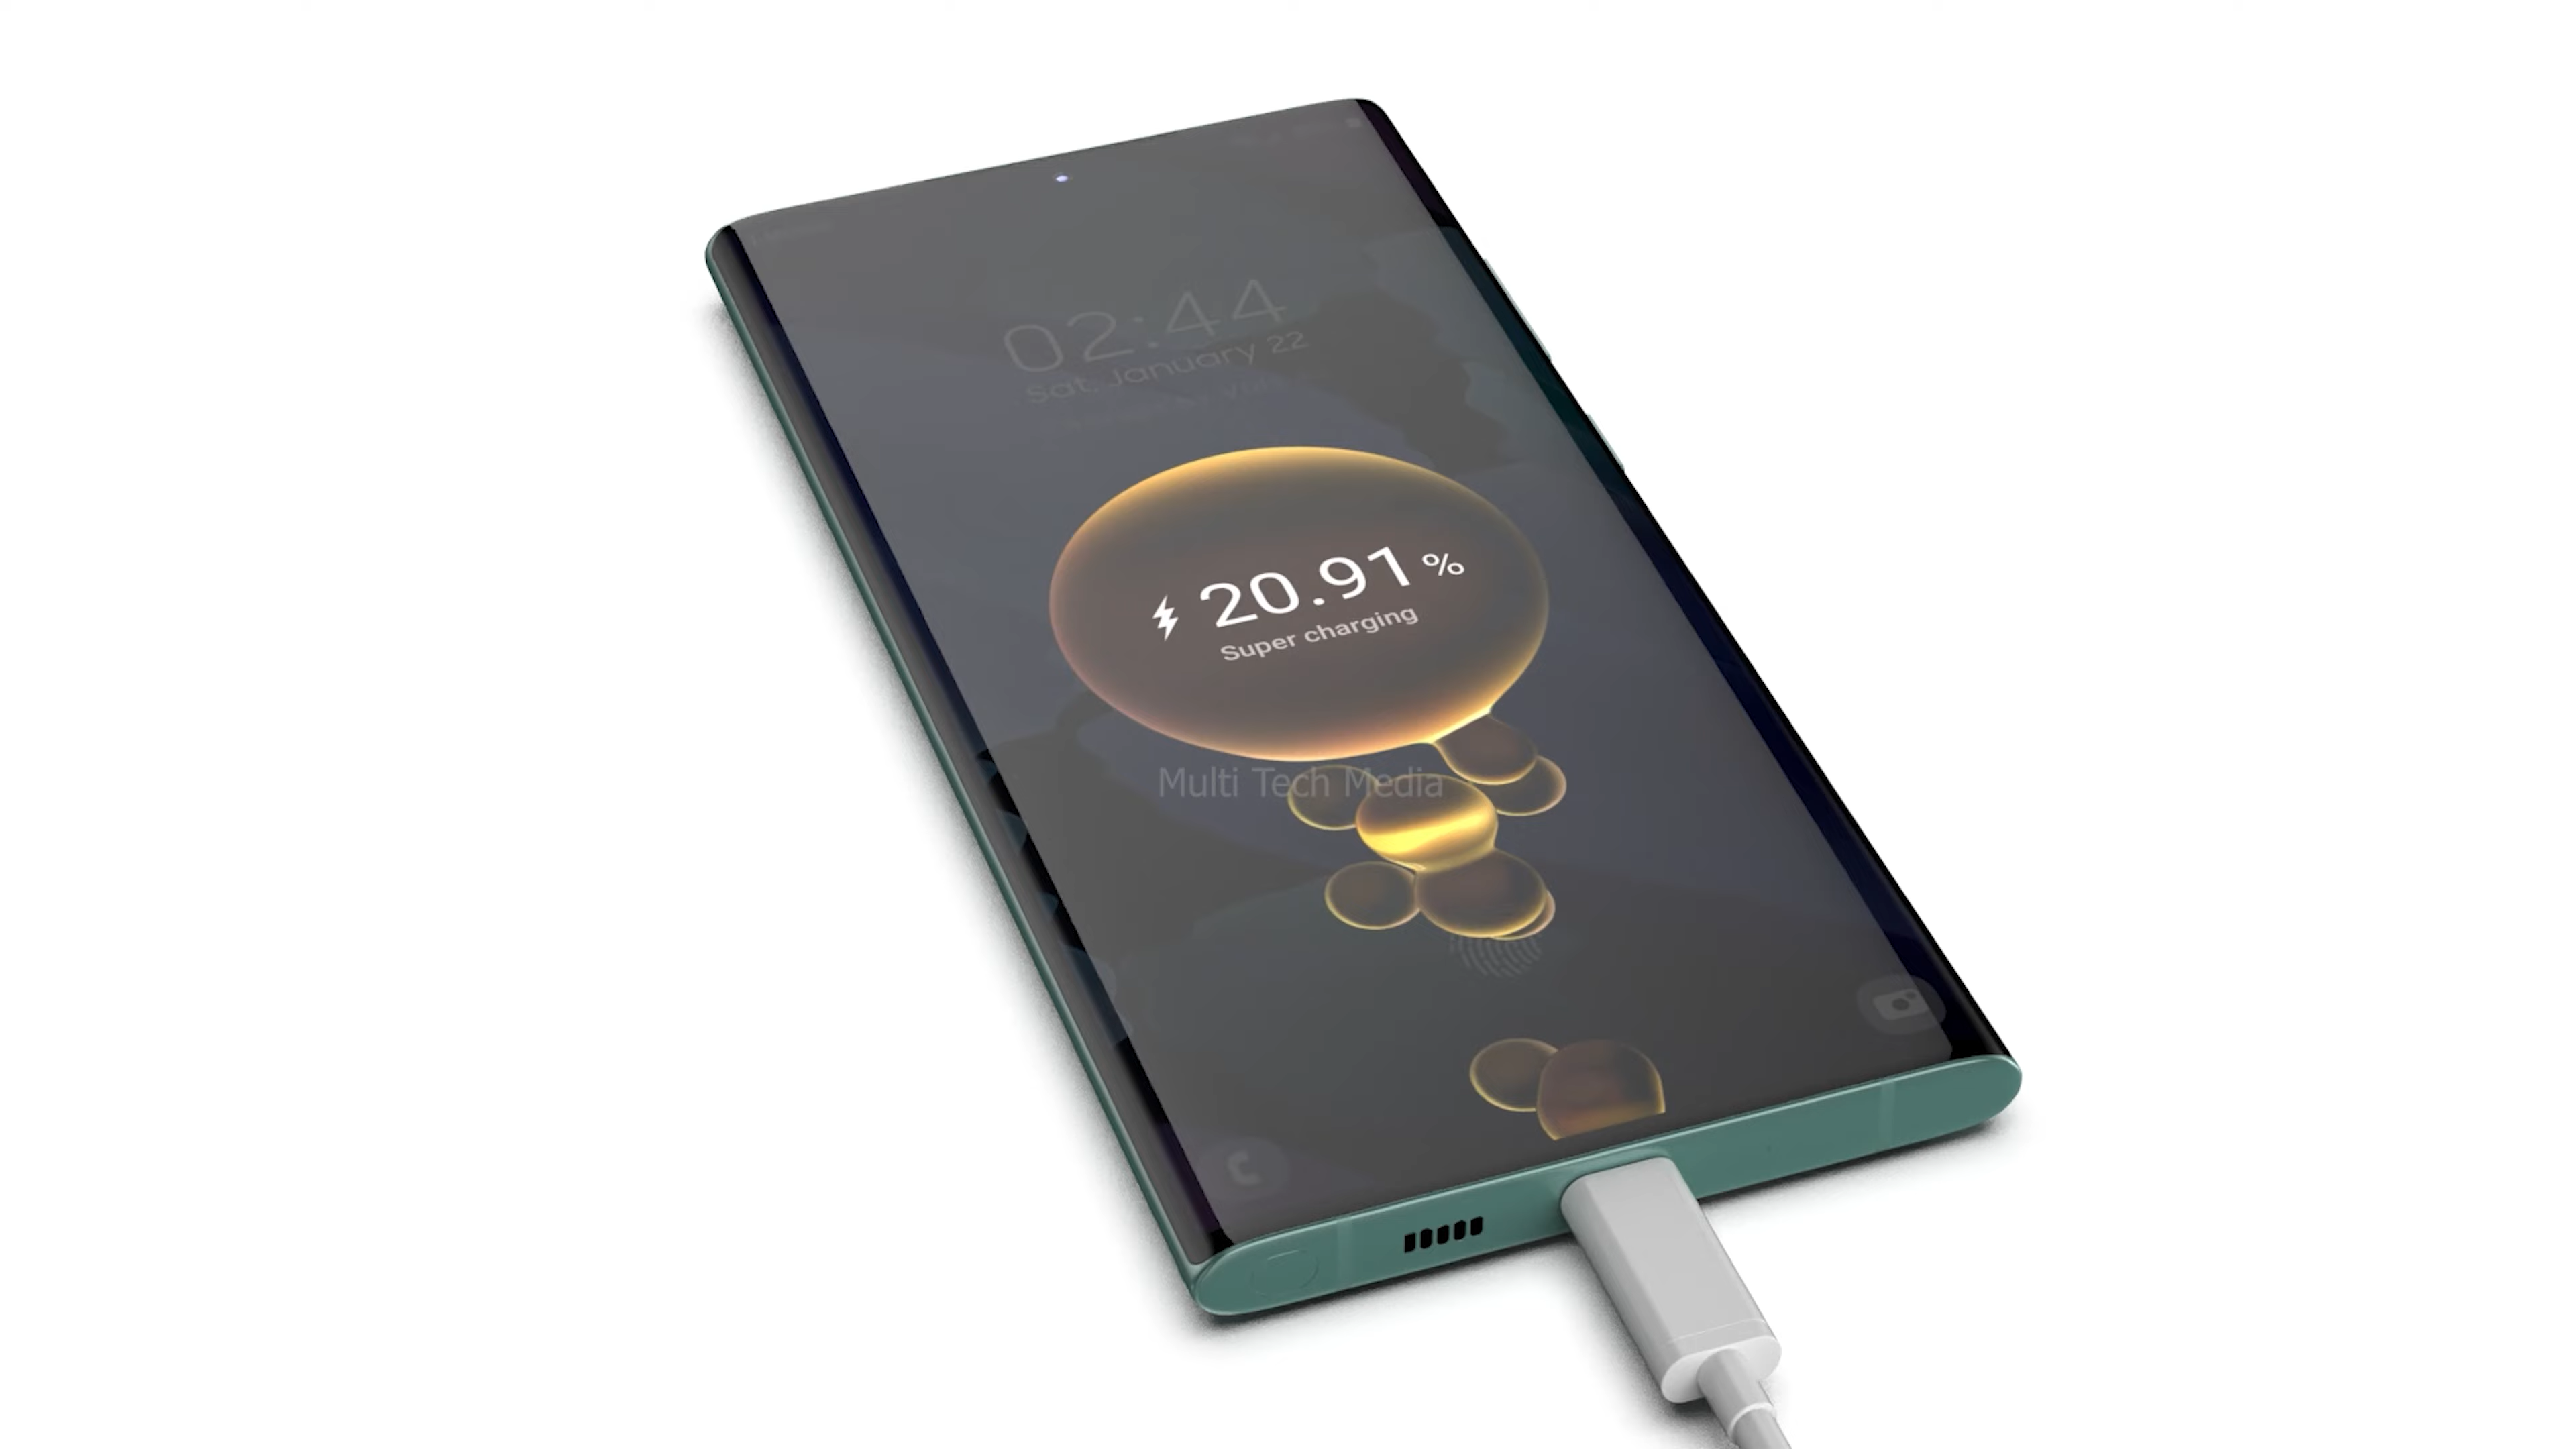 02:44
Sat, January 22
20.91%
Super charging
Multi Tech Media